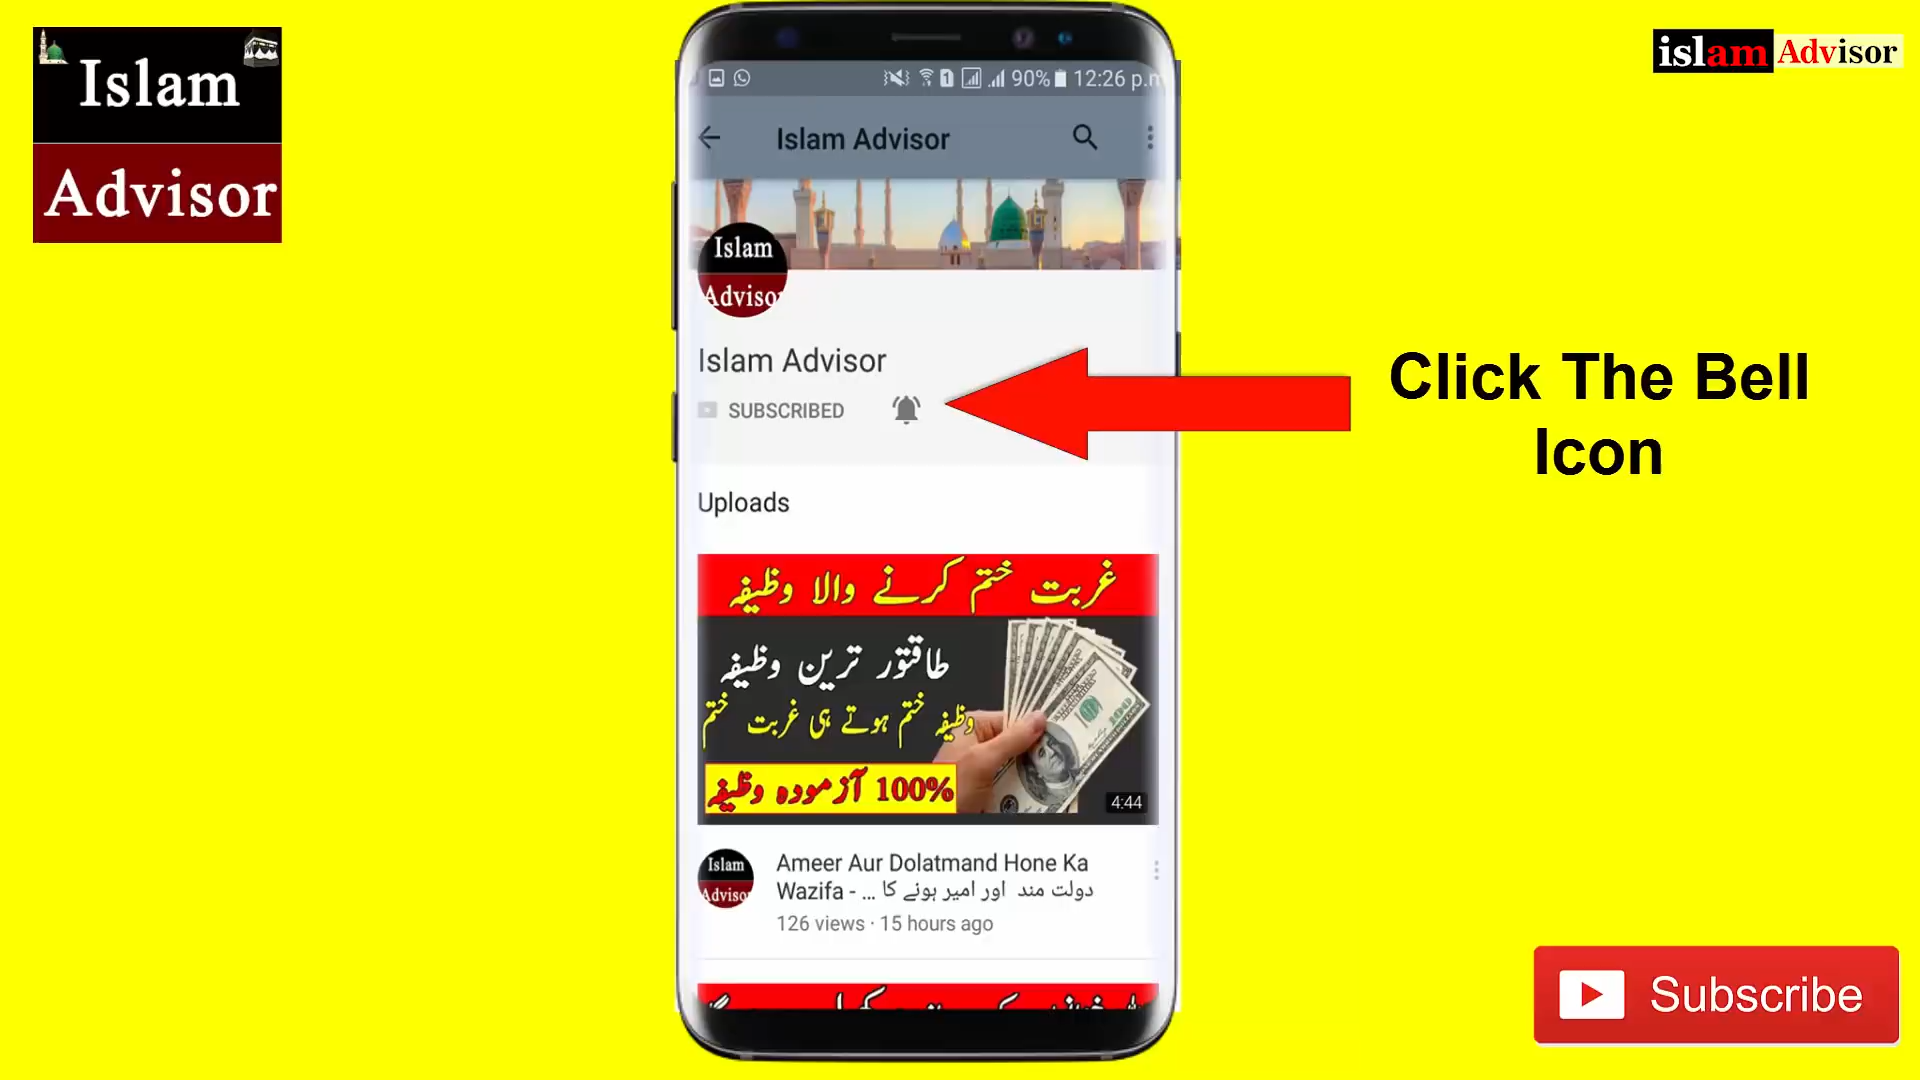 Islam
Advisor
islam Advisor
90% 12:26 p.m
Islam Advisor
Islam
Advisor
Islam Advisor
SUBSCRIBED
Click The Bell
Icon
Uploads
غربت ختم کرنے والا وظیفہ
طاقتور ترین وظیفہ
وظیفہ ختم ہوتے ہی غربت ختم
100% آزمودہ وظیفہ
4:44
Islam
Advisor
Ameer Aur Dolatmand Hone Ka
Wazifa - ... دولت مند اور امیر ہونے کا
126 views · 15 hours ago
Subscribe